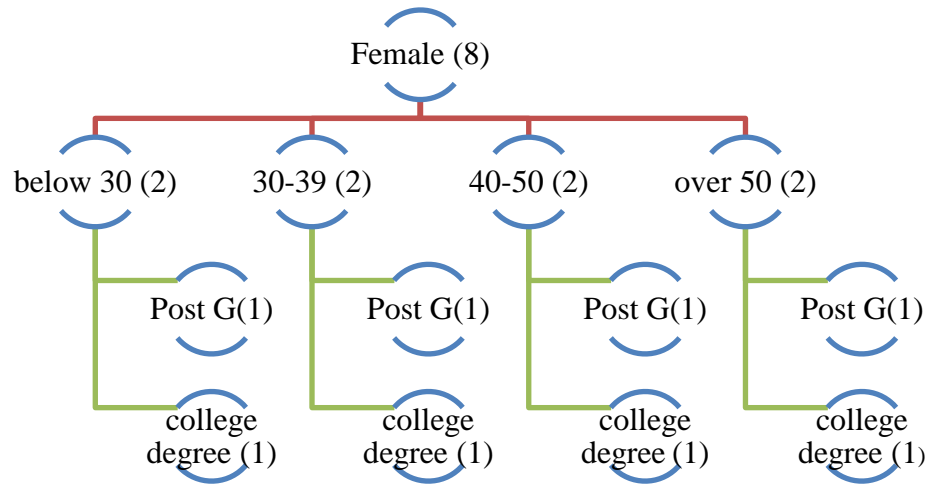 Female (8)
below 30 (2)
30-39 (2)
40-50 (2)
over 50 (2)
Post G(1)
Post G(1)
Post G(1)
Post G(1)
college
degree (1)
college
degree (1)
college
degree (1)
college
degree (1)